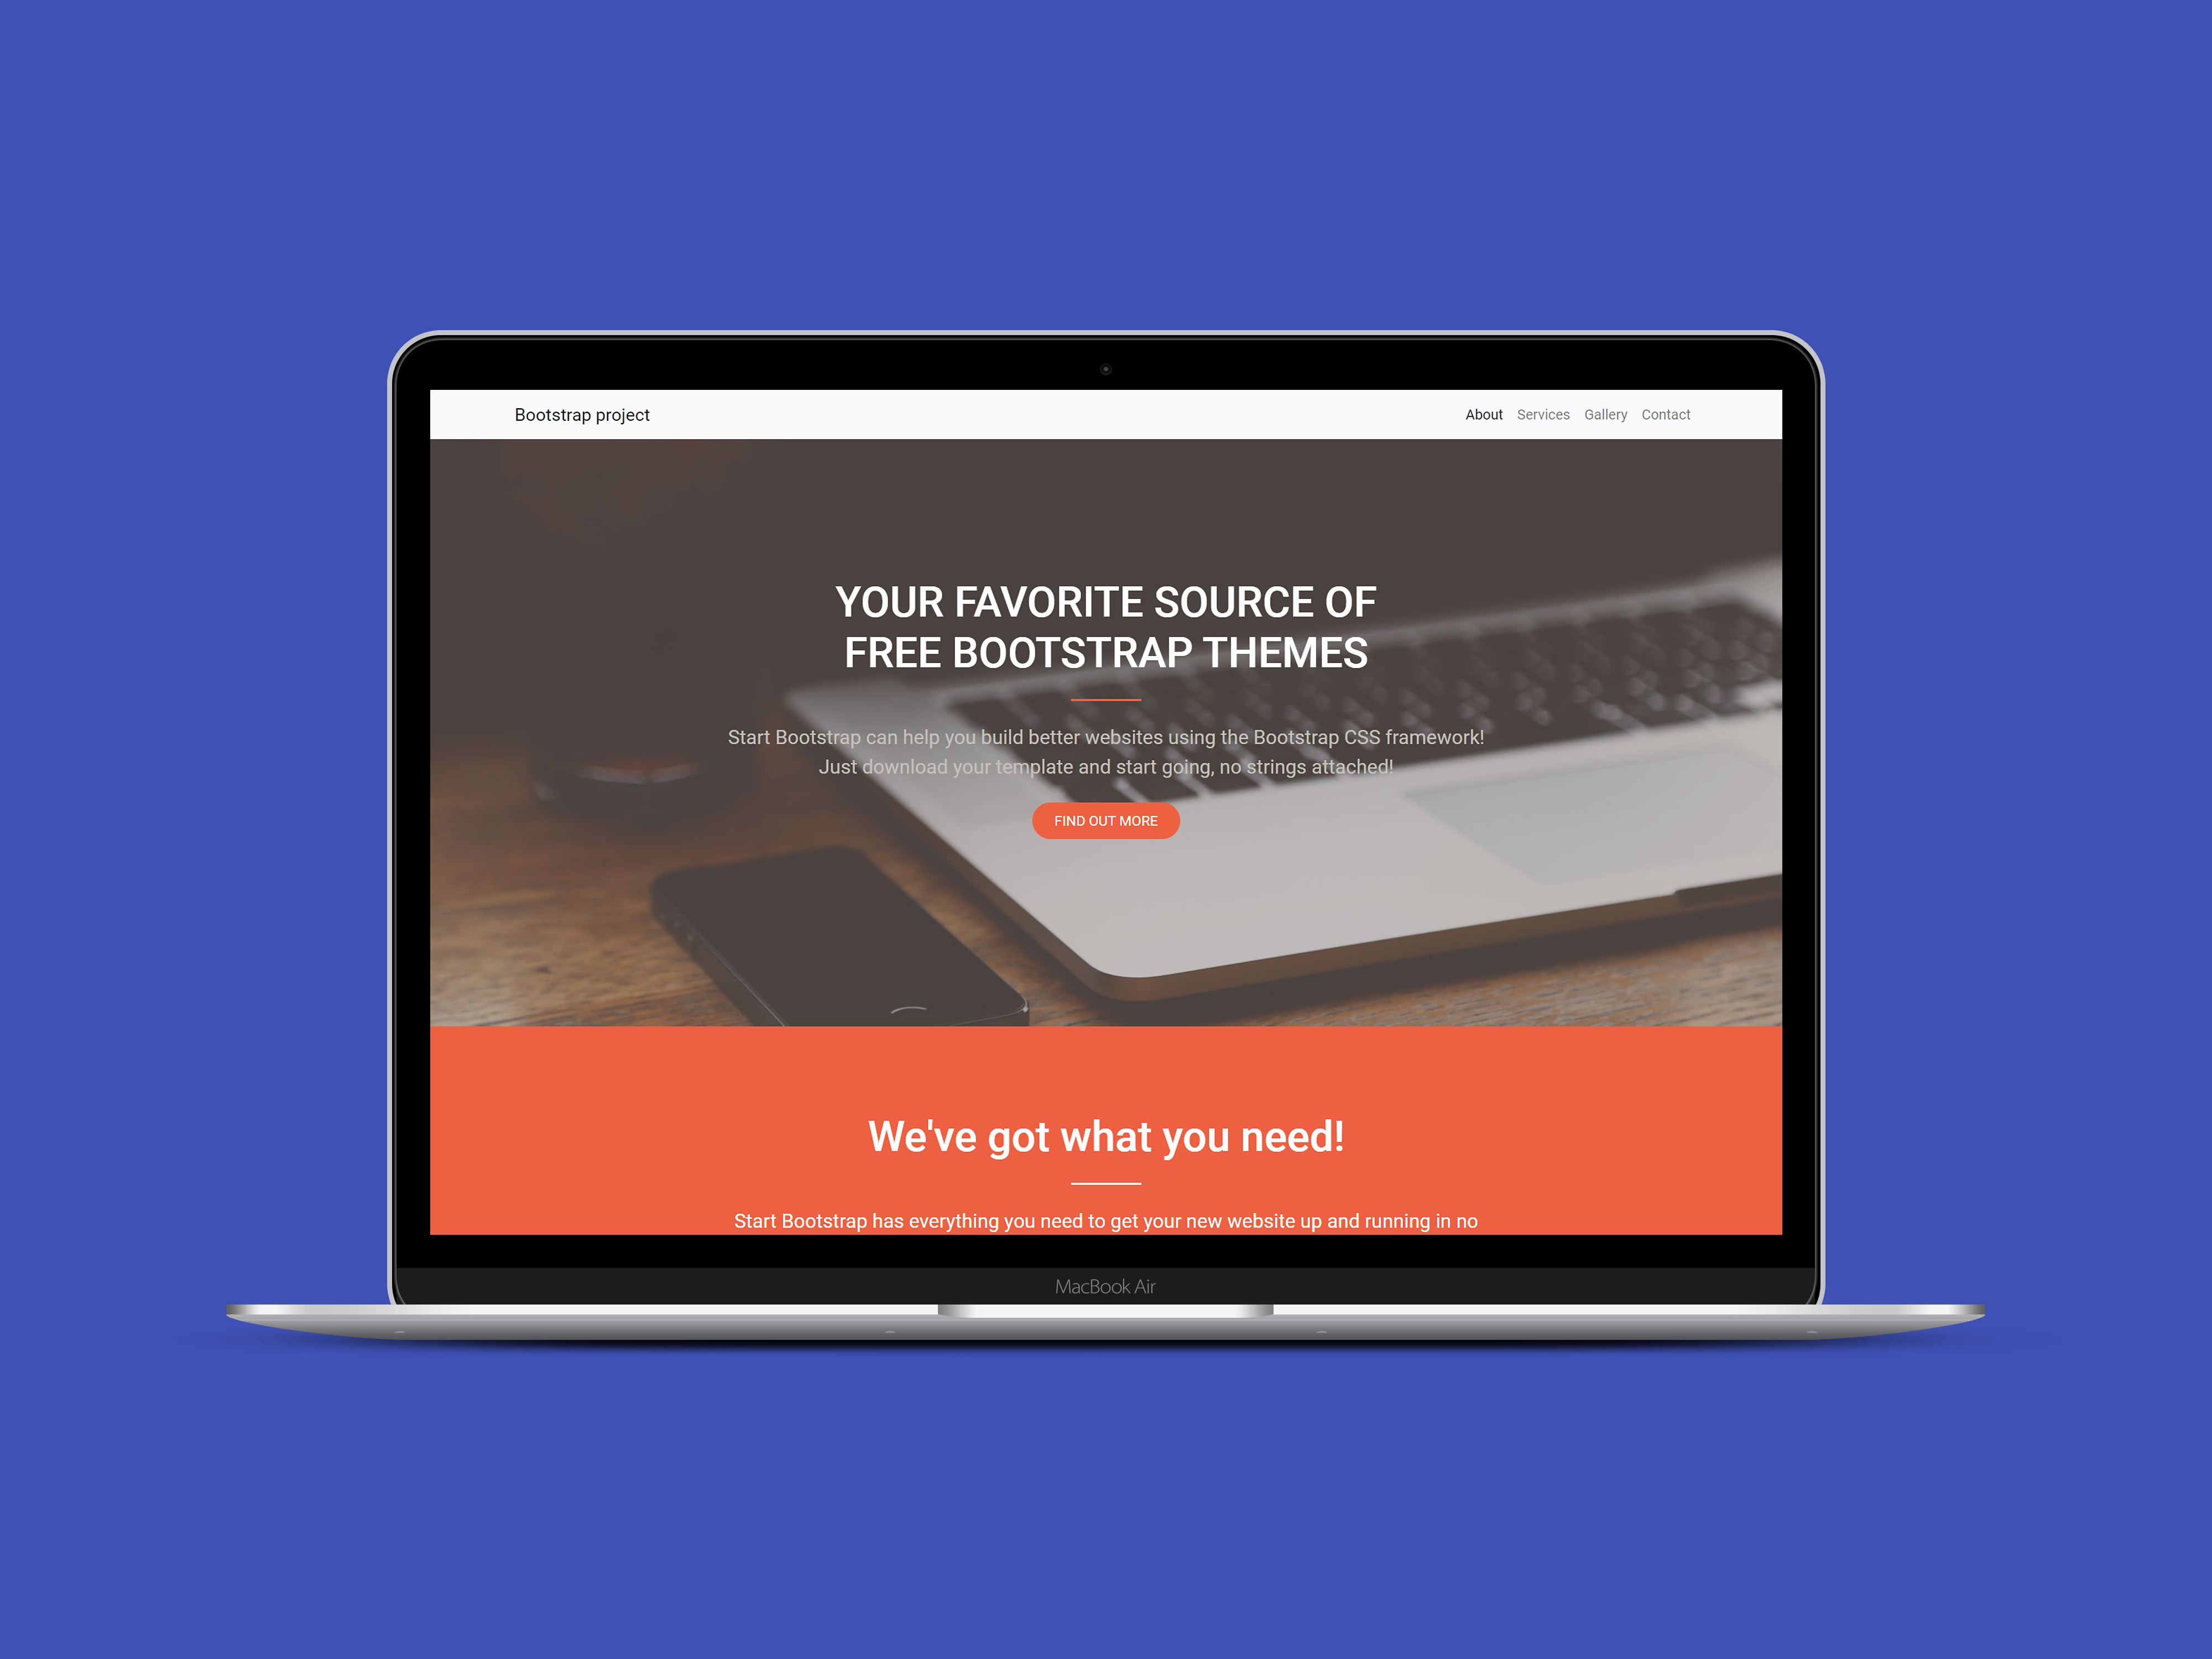 Bootstrap project
About Services Gallery Contact
YOUR FAVORITE SOURCE OF
FREE BOOTSTRAP THEMES
Start Bootstrap can help you build better websites using the Bootstrap CSS framework!
Just download your template and start going, no strings attached!
FIND OUT MORE
We've got what you need!
Start Bootstrap has everything you need to get your new website up and running in no
MacBook Air